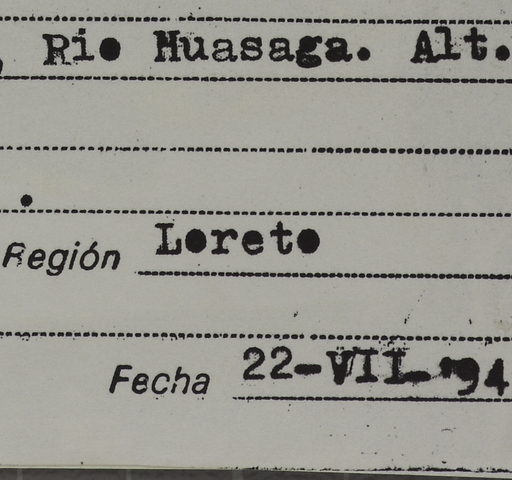 , Rio Huasaga. Alt.
.
Región Loreto
Fecha 22-VII-'94